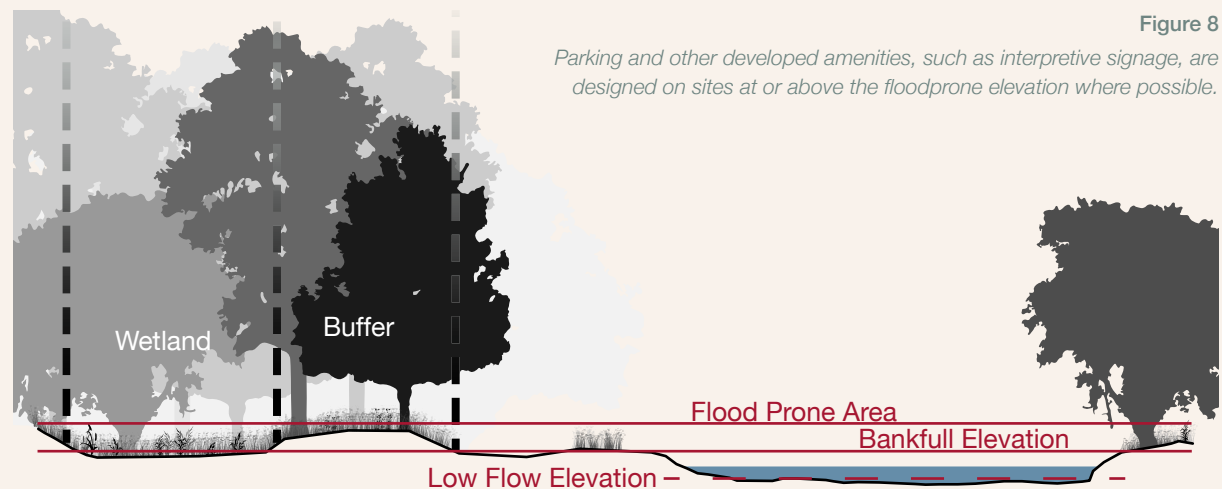 Figure 8
Parking and other developed amenities, such as interpretive signage, are
designed on sites at or above the floodprone elevation where possible.
Wetland
Buffer
Flood Prone Area
Bankfull Elevation
Low Flow Elevation